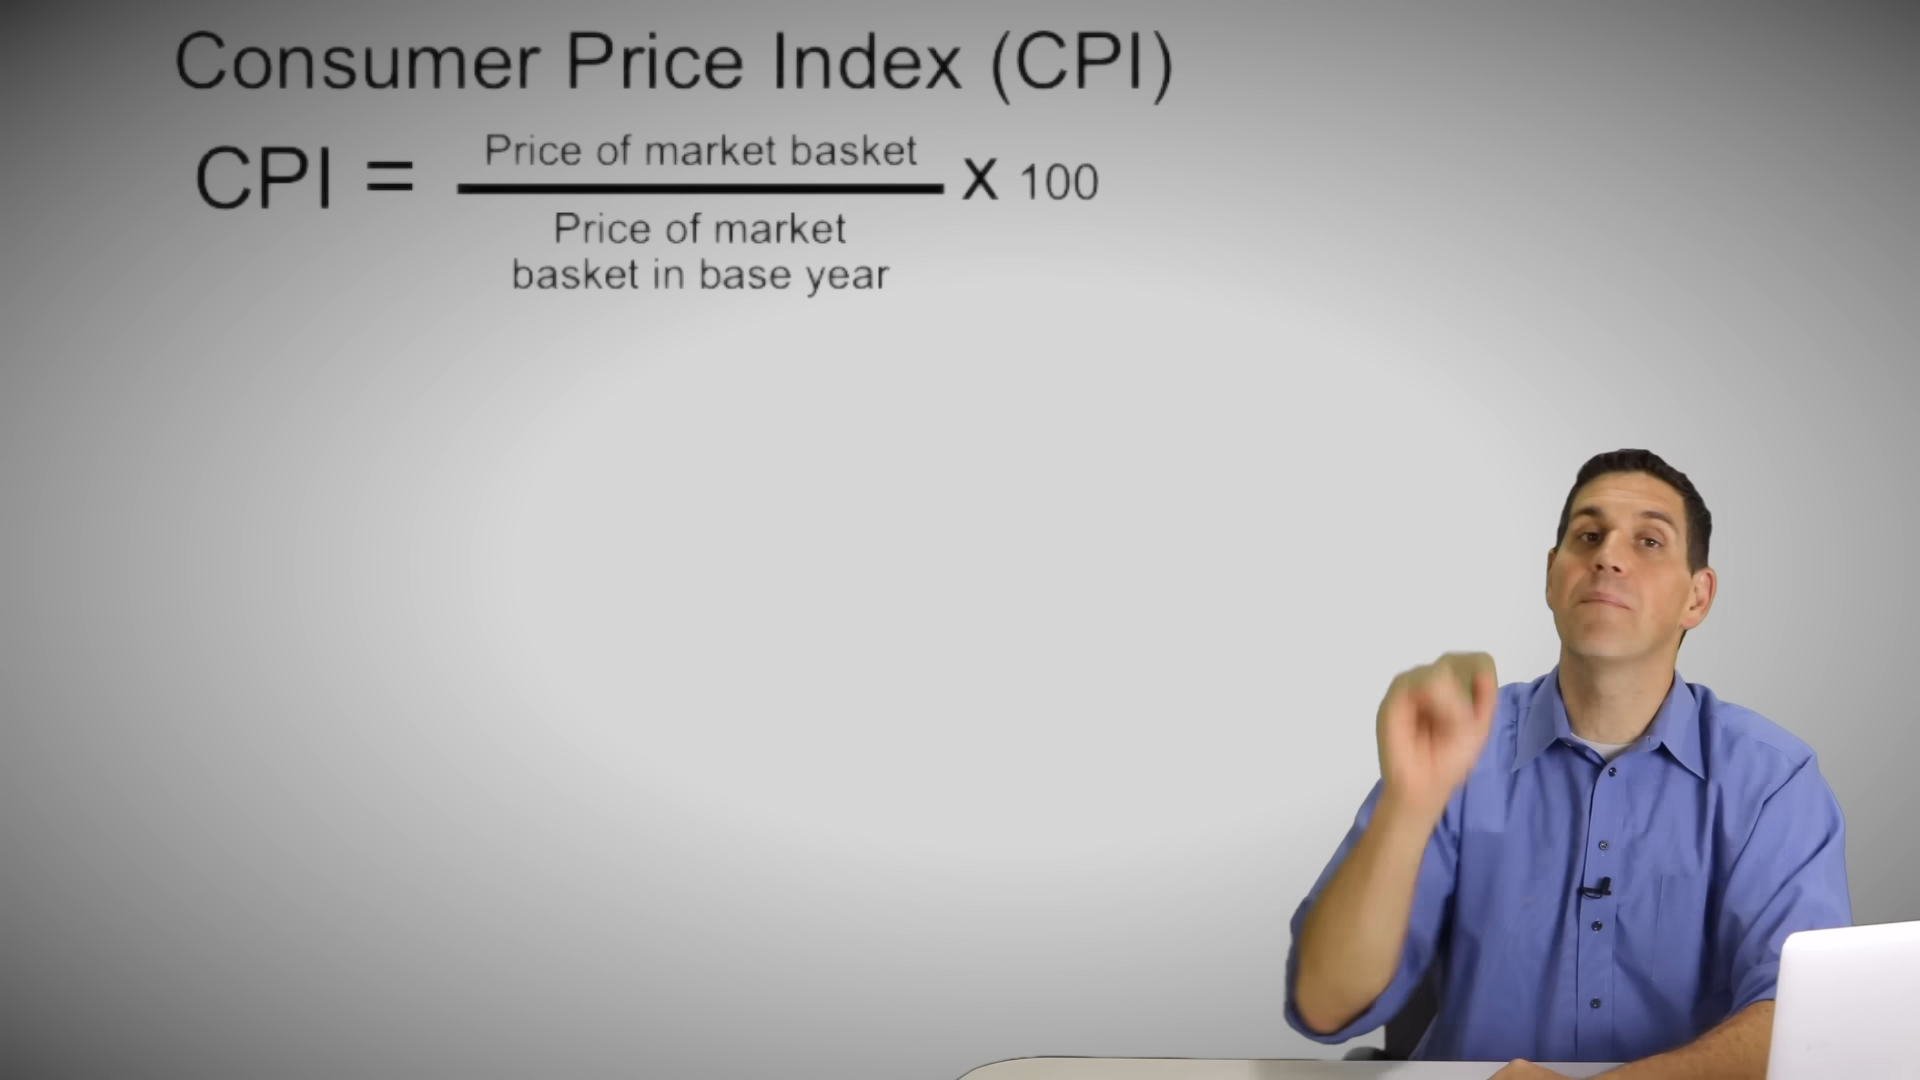 Consumer Price Index (CPI)
CPI = Price of market basket X 100
Price of market
basket in base year